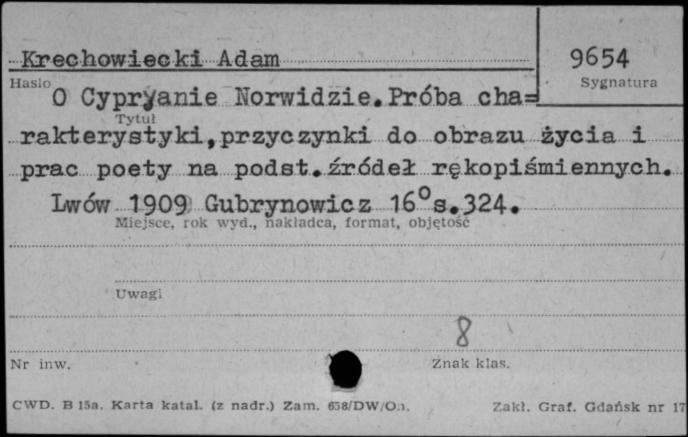 Krechowiecki Adam
9654
Hasło
Sygnatura
O Cypryanie Norwidzie.Próba cha=
Tytuł
rakterystyki,przyczynki do obrazu życia i
prac poety na podst.źródeł rękopiśmiennych.
Lwów 1909 Gubrynowicz 16°s.324.
Miejsce, rok wyd., nakładca, format, objętość
Uwagi
8
Nr inw.
Znak klas.
CWD. B 15a. Karta katal. (z nadr.) Zam. 658/DW/On.
Zakł. Graf. Gdańsk nr 17